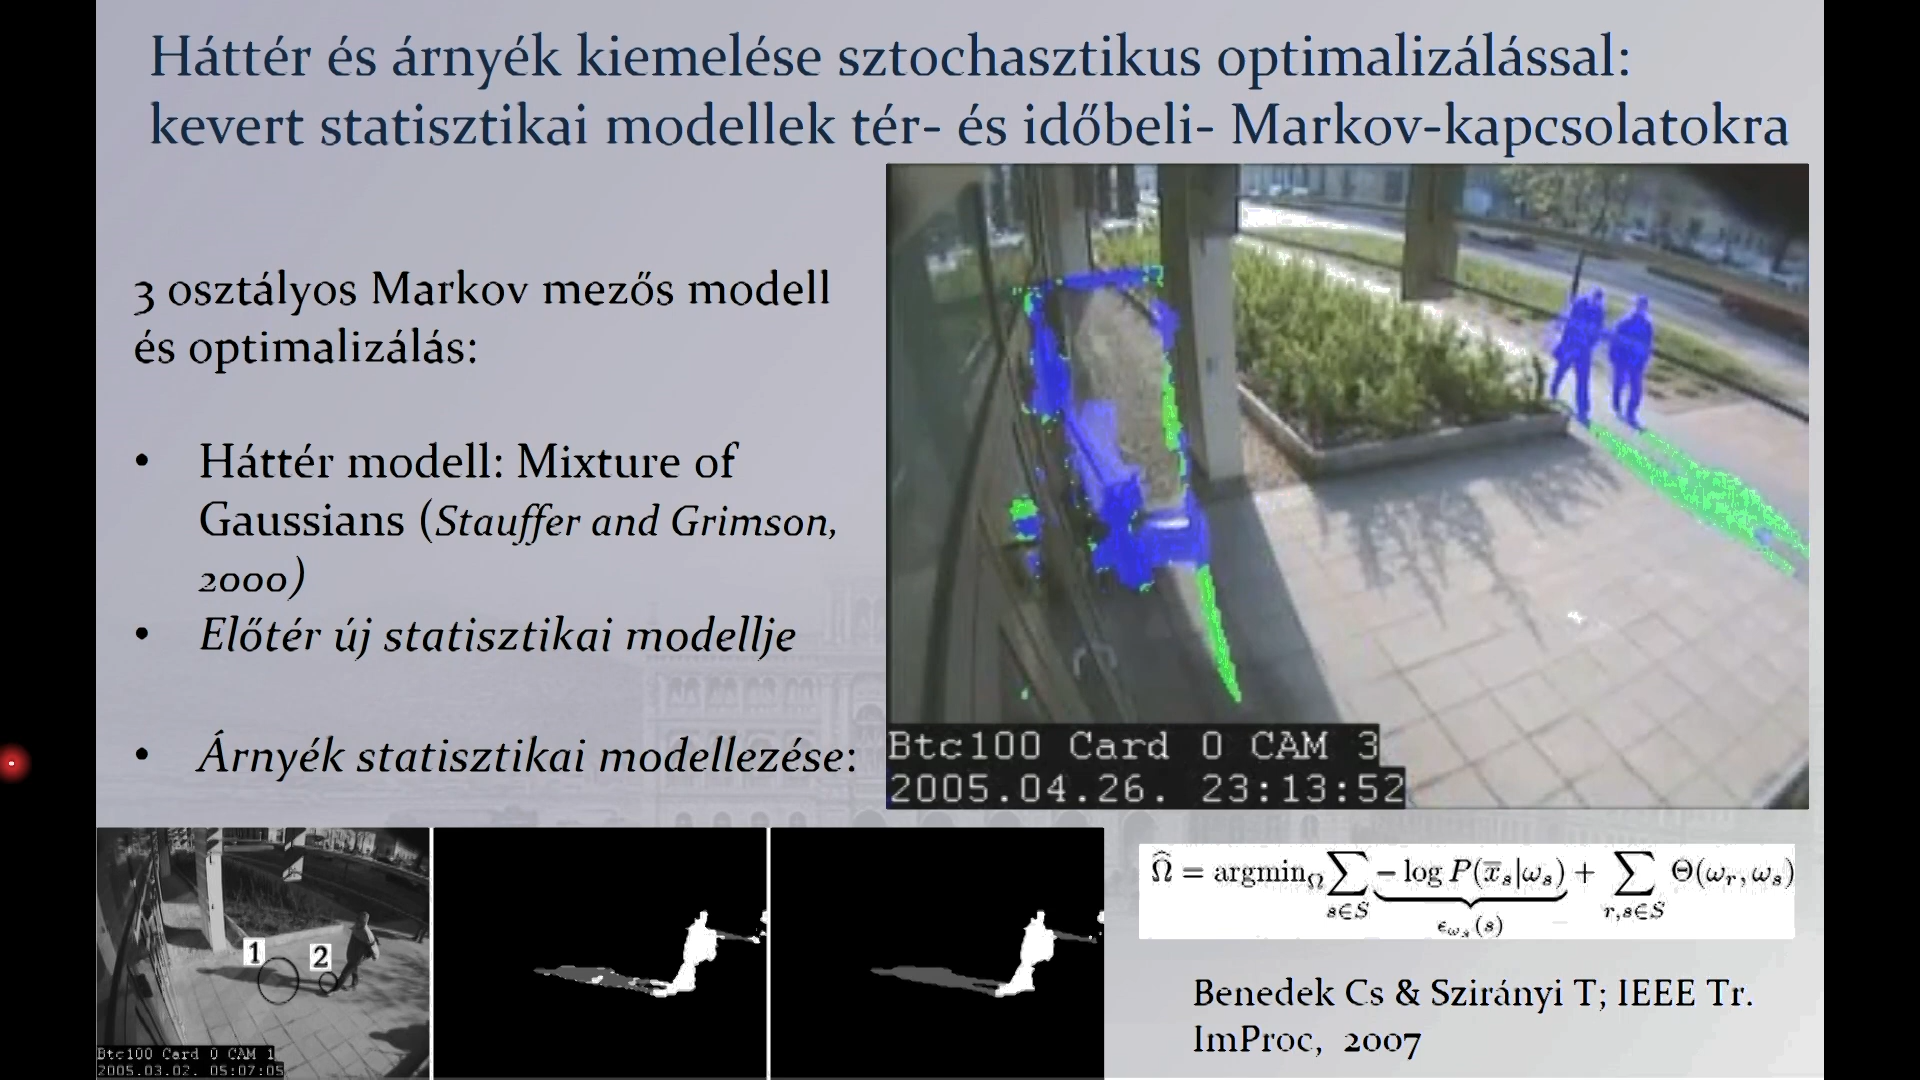 Háttér és árnyék kiemelése sztochasztikus optimalizálással:
kevert statisztikai modellek tér- és időbeli- Markov-kapcsolatokra
3 osztályos Markov mezős modell
és optimalizálás:
• Háttér modell: Mixture of
Gaussians (Stauffer and Grimson,
2000)
• Előtér új statisztikai modellje
• Árnyék statisztikai modellezése:
Btc100 Card 0 CAM 3
2005.04.26. 23:13:52
1 2
Btc100 Card 0 CAM 1
2005.03.02. 05:07:05
Ω̂ = argmin_Ω ∑_{s∈S} − log P(x̄_s|ω_s) + ∑_{r,s∈S} Θ(ω_r, ω_s)
ϵ_{ω_s}(s)
Benedek Cs & Szirányi T; IEEE Tr.
ImProc, 2007